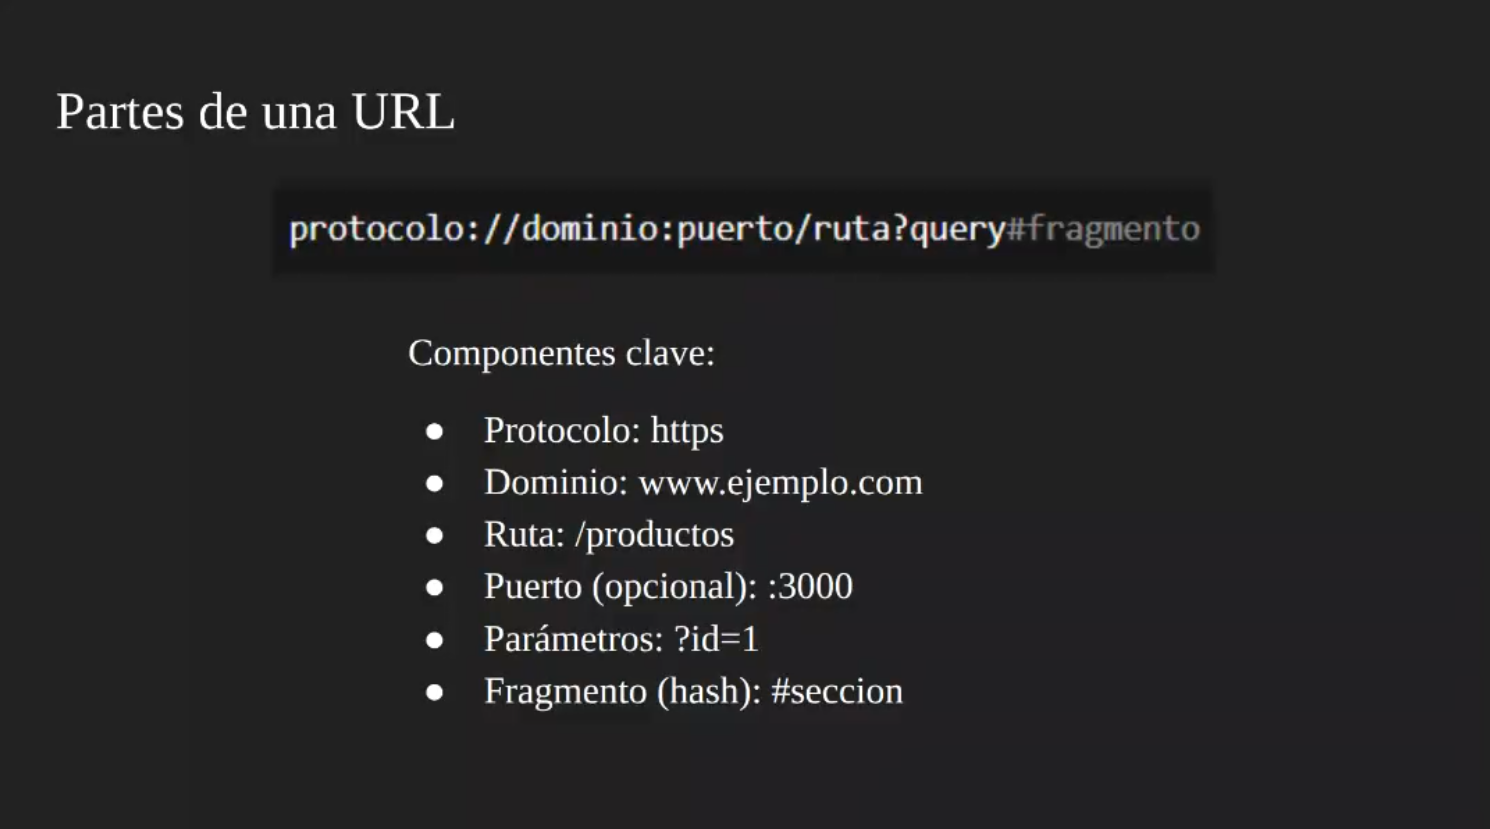 Partes de una URL
protocolo://dominio:puerto/ruta?query#fragmento
Componentes clave:
● Protocolo: https
● Dominio: www.ejemplo.com
● Ruta: /productos
● Puerto (opcional): :3000
● Parámetros: ?id=1
● Fragmento (hash): #seccion